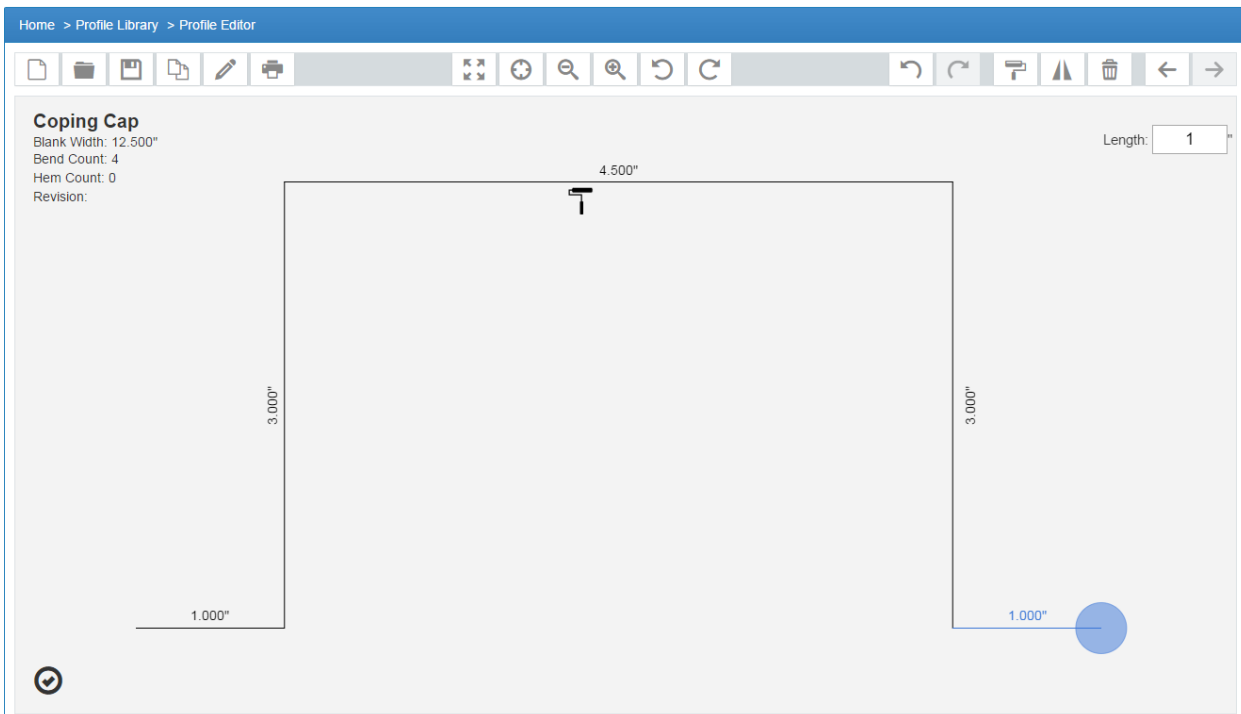 Home > Profile Library > Profile Editor
Coping Cap
Blank Width: 12.500"
Bend Count: 4
Hem Count: 0
Revision:
Length: 1 "
4.500"
3.000"
3.000"
1.000"
1.000"